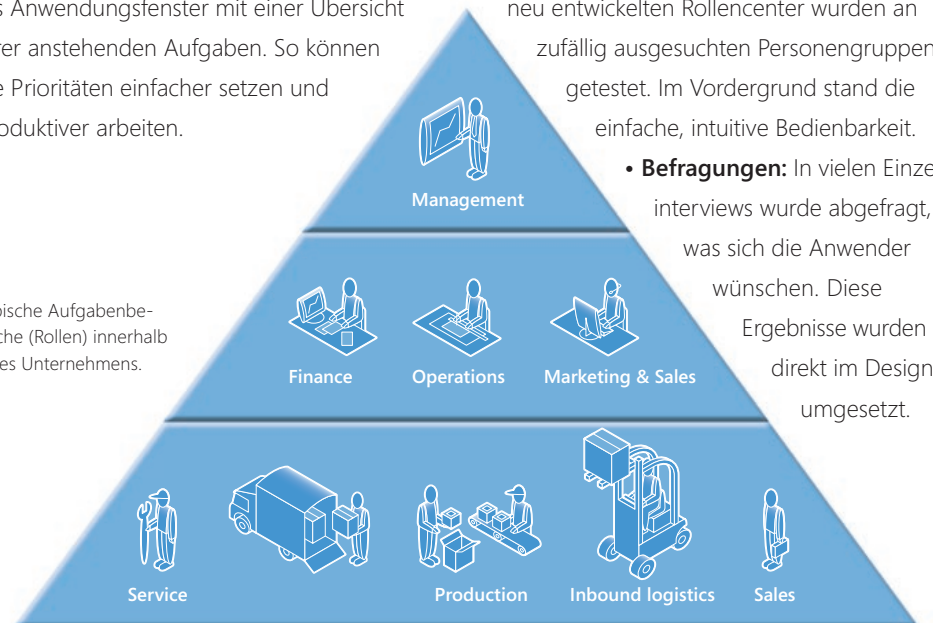 s Anwendungsfenster mit einer Übersicht
rer anstehenden Aufgaben. So können
e Prioritäten einfacher setzen und
oduktiver arbeiten.
pische Aufgabenbe-
che (Rollen) innerhalb
es Unternehmens.
neu entwickelten Rollencenter wurden an
zufällig ausgesuchten Personengruppen
getestet. Im Vordergrund stand die
einfache, intuitive Bedienbarkeit.
• Befragungen: In vielen Einze
interviews wurde abgefragt,
was sich die Anwender
wünschen. Diese
Ergebnisse wurden
direkt im Design
umgesetzt.
Management
Finance Operations Marketing & Sales
Service Production Inbound logistics Sales